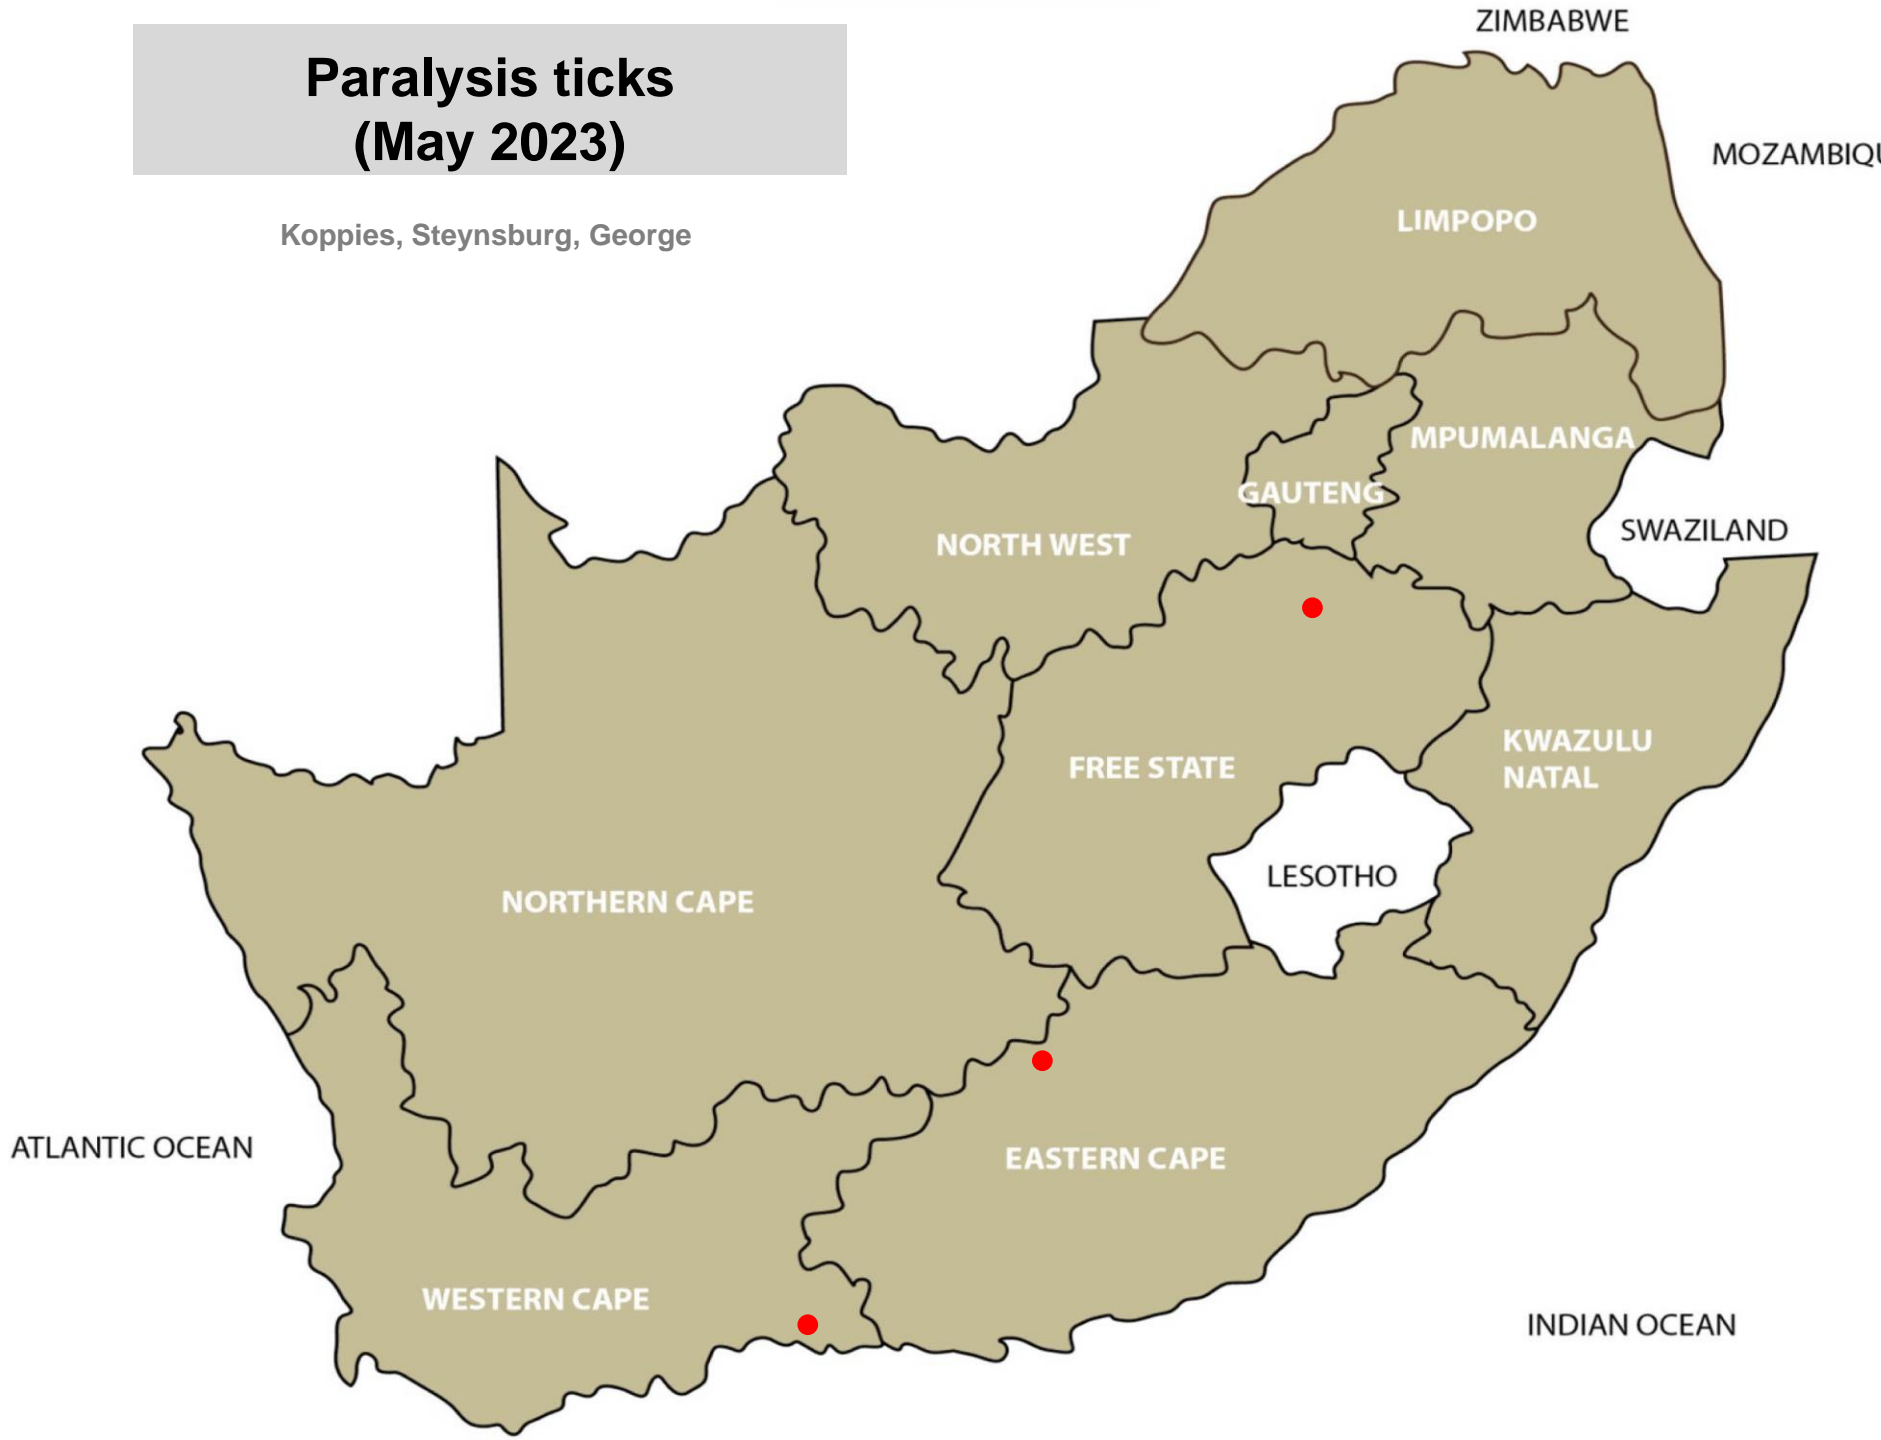 Paralysis ticks
(May 2023)
Koppies, Steynsburg, George
ZIMBABWE
MOZAMBIQU
LIMPOPO
MPUMALANGA
GAUTENG
SWAZILAND
NORTH WEST
KWAZULU
NATAL
FREE STATE
LESOTHO
NORTHERN CAPE
ATLANTIC OCEAN
EASTERN CAPE
WESTERN CAPE
INDIAN OCEAN